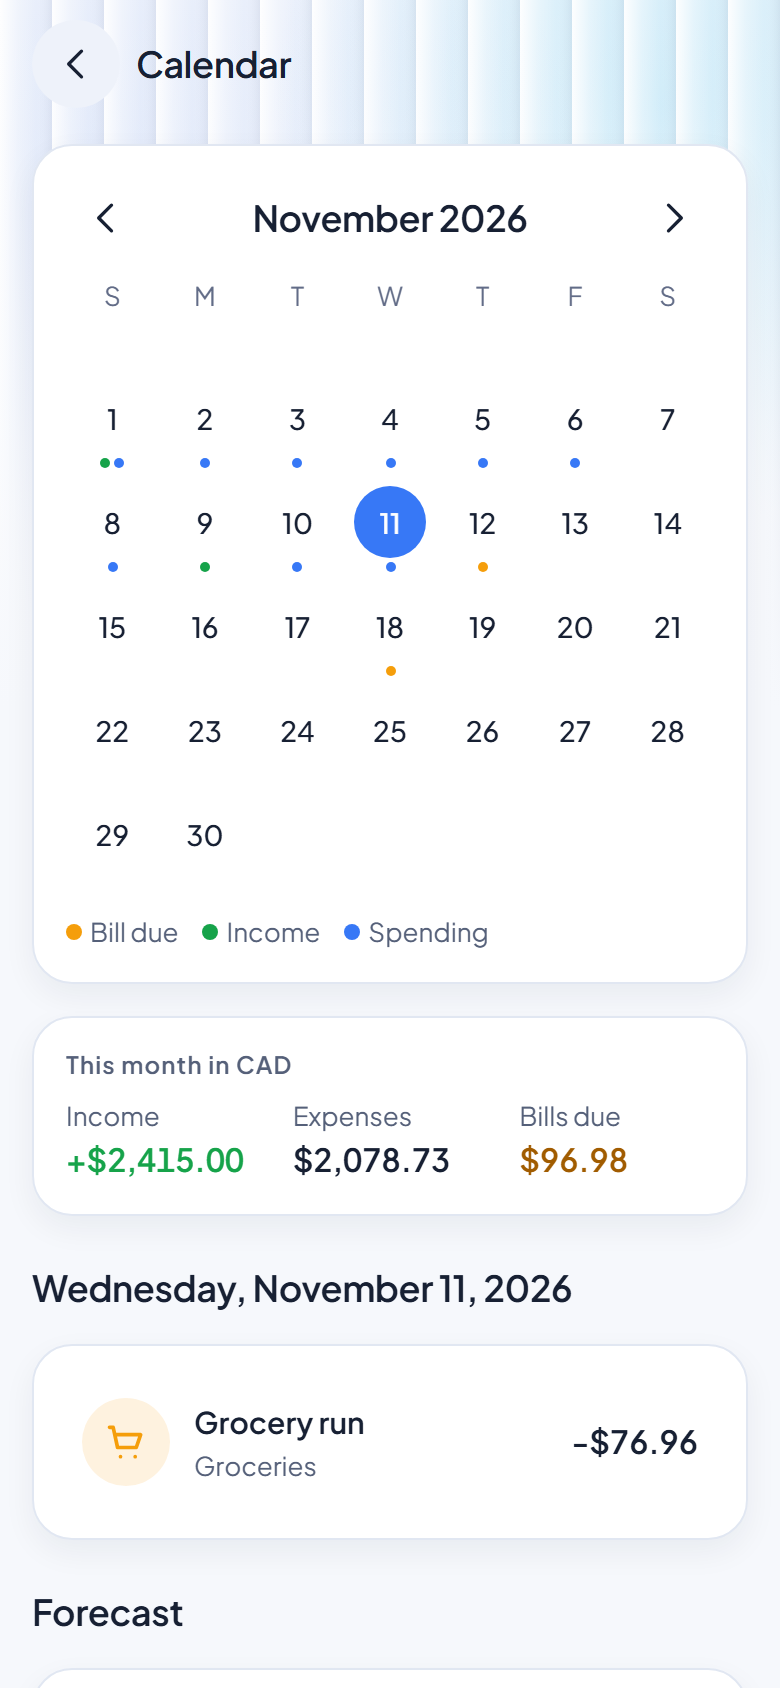 Calendar
November 2026
S M T W T F S
1 2 3 4 5 6 7
8 9 10 11 12 13 14
15 16 17 18 19 20 21
22 23 24 25 26 27 28
29 30
Bill due Income Spending
This month in CAD
Income Expenses Bills due
+$2,415.00 $2,078.73 $96.98
Wednesday, November 11, 2026
Grocery run
Groceries
-$76.96
Forecast